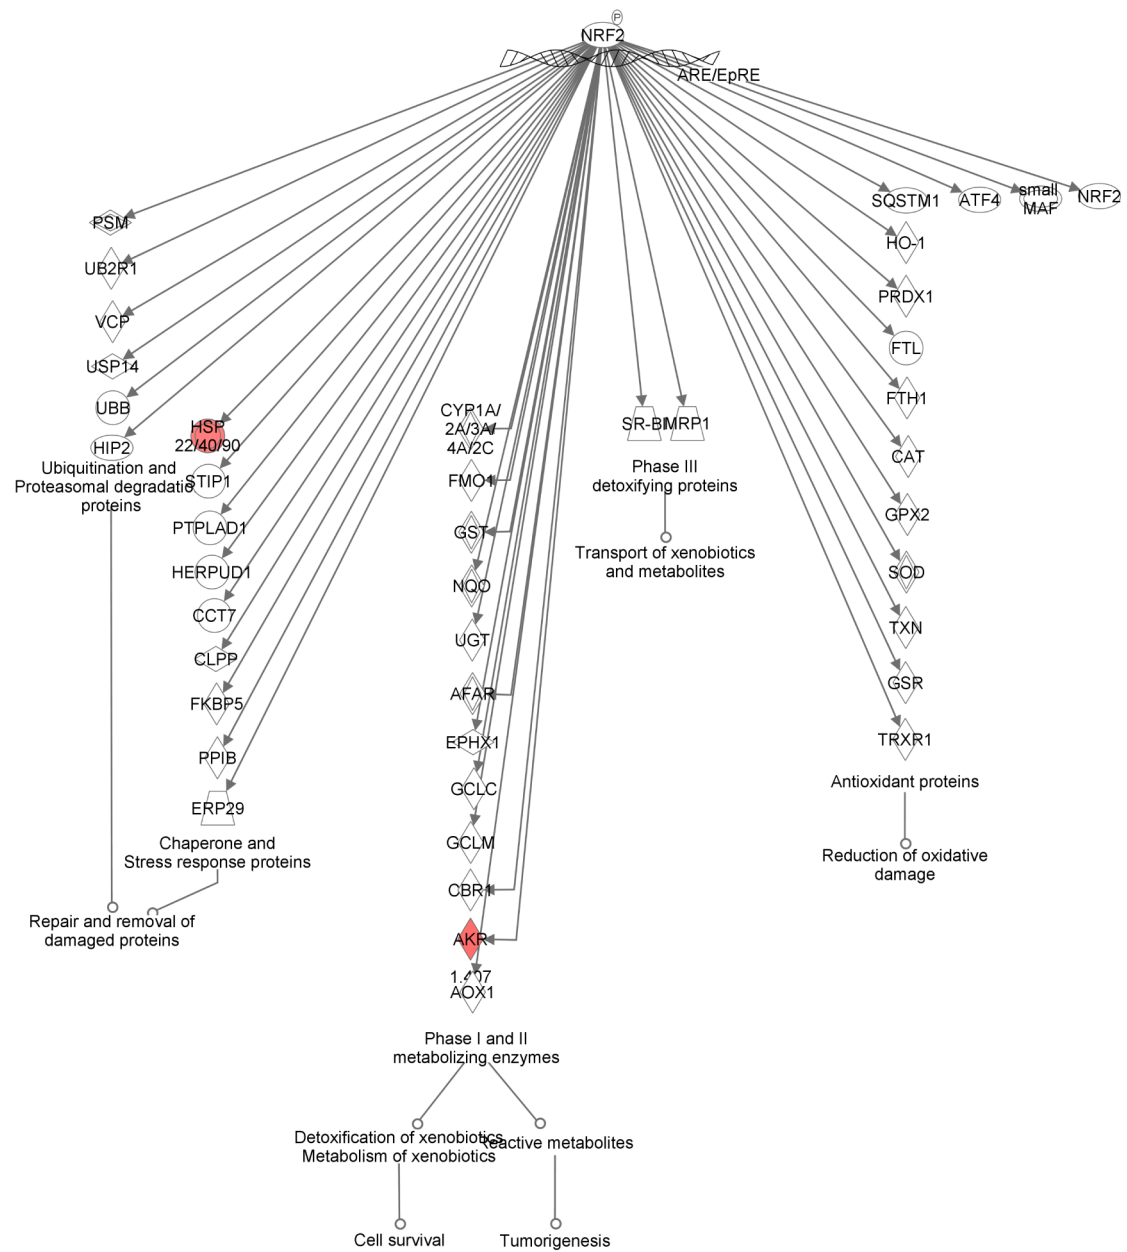 P
NRF2
ARE/EpRE
PSM
UB2R1
VCP
USP14
UBB
HIP2
Ubiquitination and
Proteasomal degradatio
proteins
HSP
22/40/90
STIP1
PTPLAD1
HERPUD1
CCT7
CLPP
FKBP5
PPIB
ERP29
Chaperone and
Stress response proteins
Repair and removal of
damaged proteins
CYP1A/
2A/3A/
4A/2C
FMO1
GST
NQO
UGT
AFAR
EPHX1
GCLC
GCLM
CBR1
AKR
1.407
AOX1
Phase I and II
metabolizing enzymes
Detoxification of xenobiotics
Metabolism of xenobiotics
Reactive metabolites
Cell survival
Tumorigenesis
SR-BI
MRP1
Phase III
detoxifying proteins
Transport of xenobiotics
and metabolites
SQSTM1
ATF4
small
MAF
NRF2
HO-1
PRDX1
FTL
FTH1
CAT
GPX2
SOD
TXN
GSR
TRXR1
Antioxidant proteins
Reduction of oxidative
damage